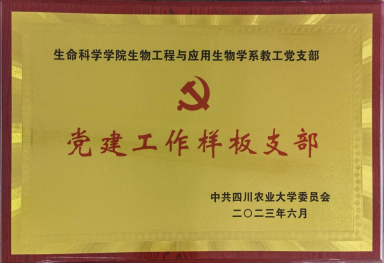 生命科学学院生物工程与应用生物学系教工党支部
党建工作样板支部
中共四川农业大学委员会
二〇二三年六月